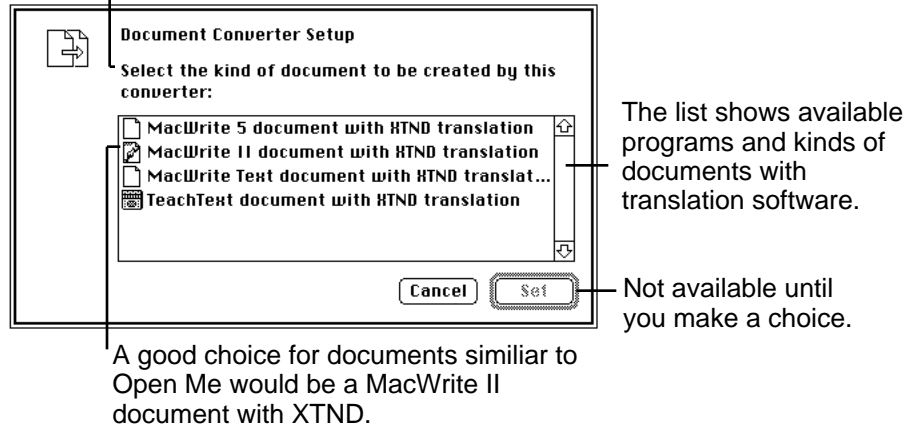 Document Converter Setup
Select the kind of document to be created by this
converter:
MacWrite 5 document with XTND translation
MacWrite II document with XTND translation
MacWrite Text document with XTND translat...
TeachText document with XTND translation
Cancel
Set
The list shows available
programs and kinds of
documents with
translation software.
Not available until
you make a choice.
A good choice for documents similiar to
Open Me would be a MacWrite II
document with XTND.